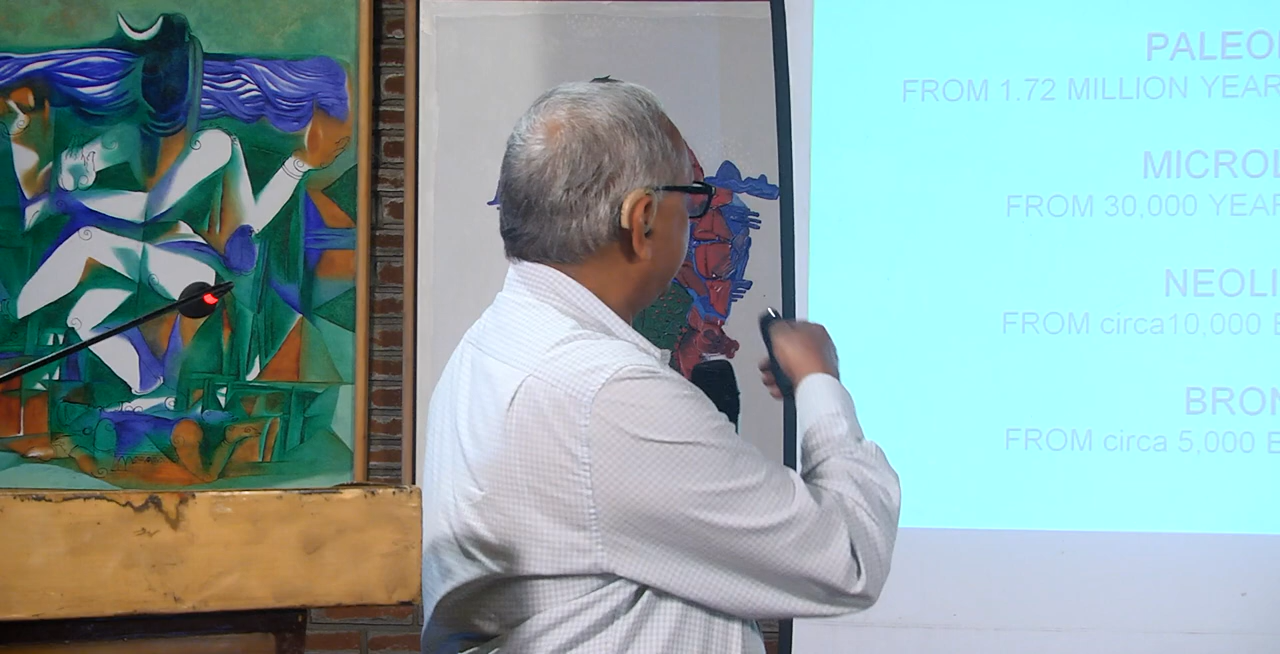 PALEOL
FROM 1.72 MILLION YEAR
MICROL
FROM 30,000 YEAR
NEOLI
FROM circa10,000 B
BRON
FROM circa 5,000 B